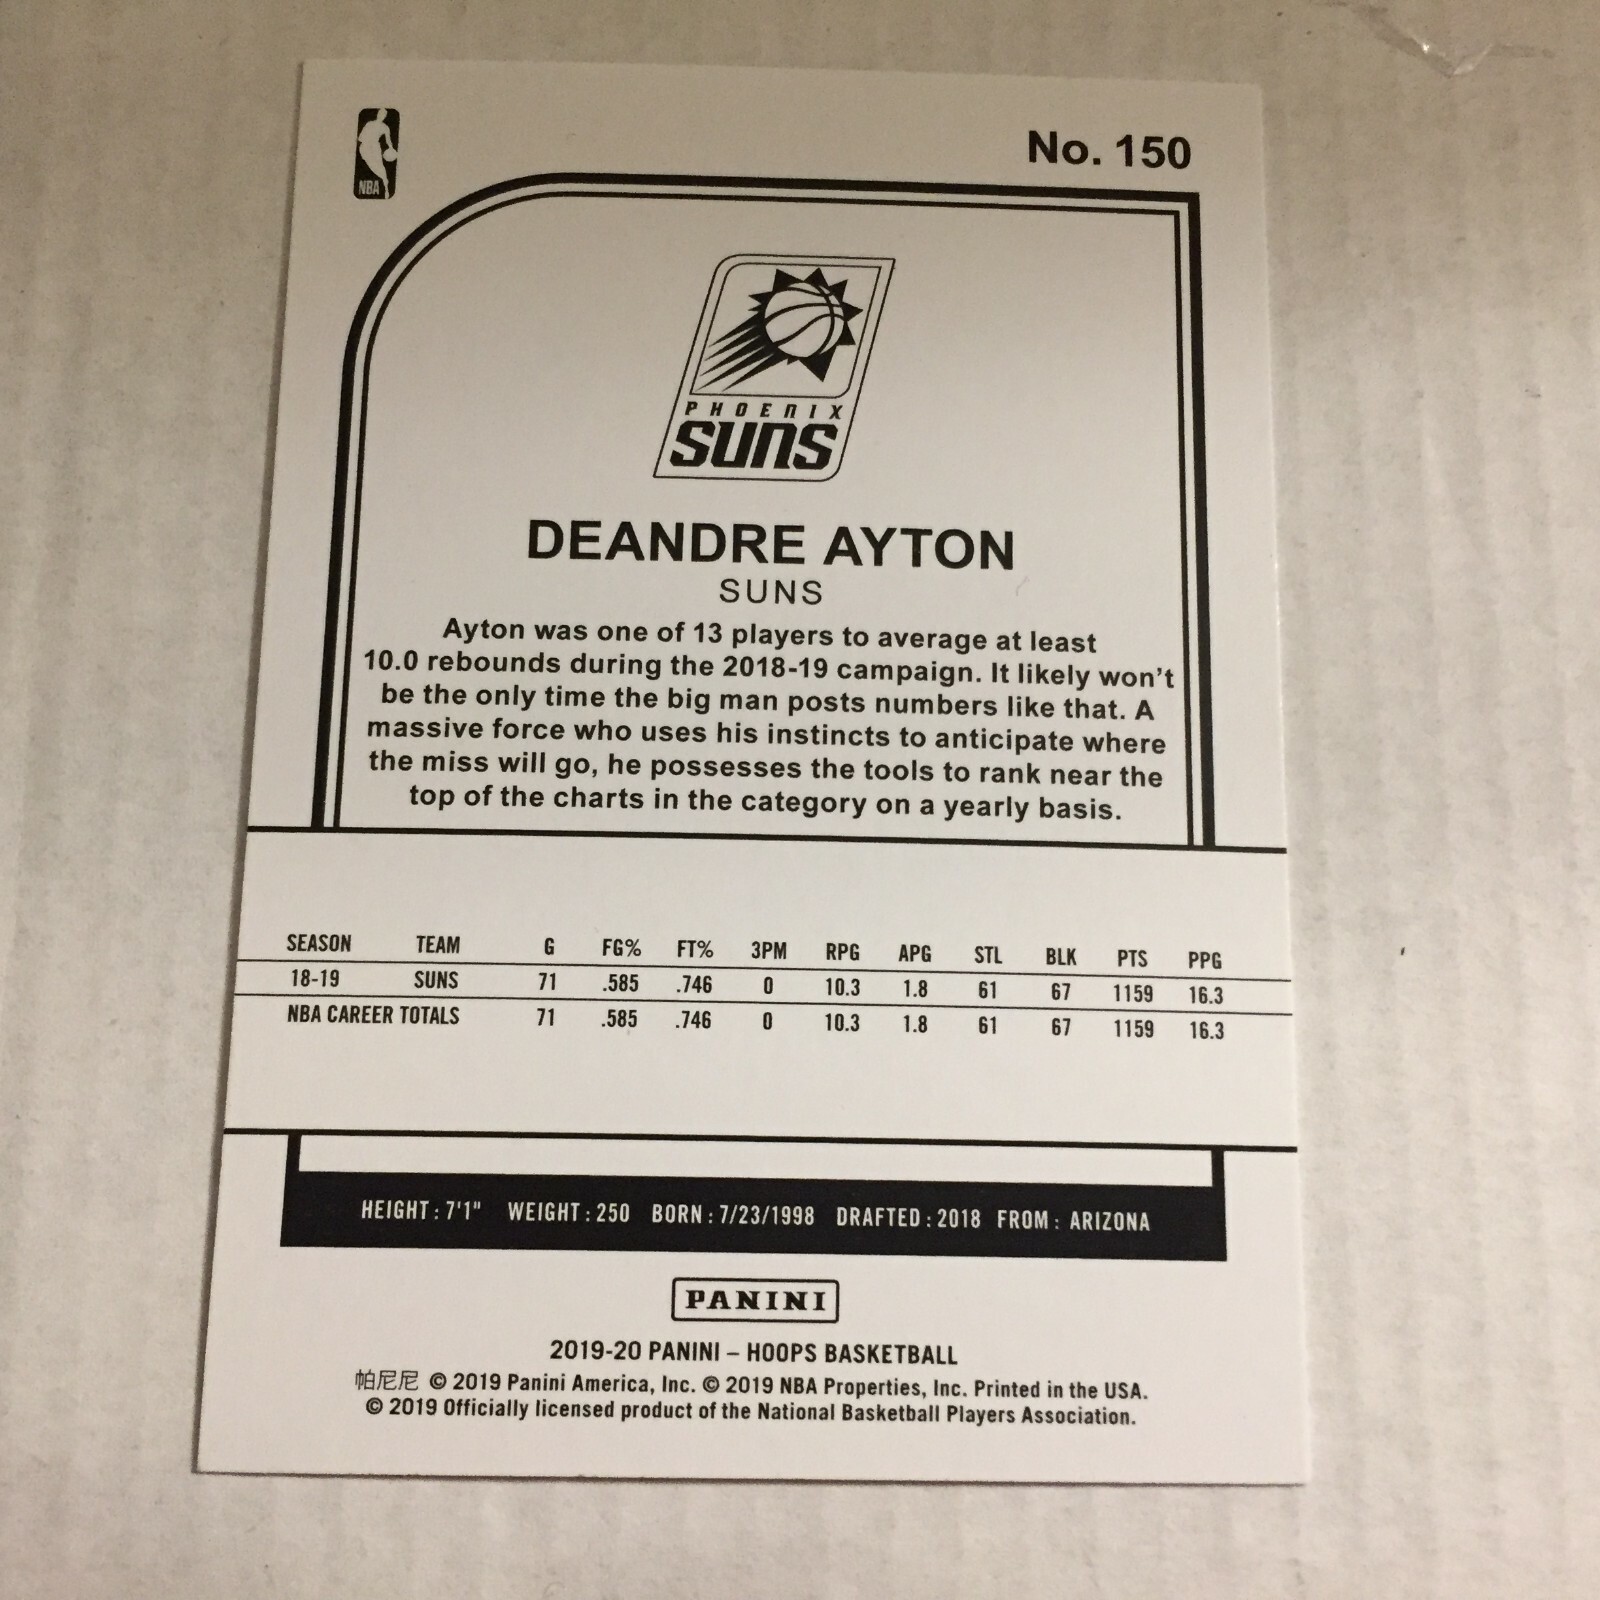 NBA
No. 150
PHOENIX
SUNS
DEANDRE AYTON
SUNS
Ayton was one of 13 players to average at least
10.0 rebounds during the 2018-19 campaign. It likely won't
be the only time the big man posts numbers like that. A
massive force who uses his instincts to anticipate where
the miss will go, he possesses the tools to rank near the
top of the charts in the category on a yearly basis.
SEASON TEAM G FG% FT% 3PM RPG APG STL BLK PTS PPG
18-19 SUNS 71 .585 .746 0 10.3 1.8 61 67 1159 16.3
NBA CAREER TOTALS 71 .585 .746 0 10.3 1.8 61 67 1159 16.3
HEIGHT: 7'1" WEIGHT: 250 BORN: 7/23/1998 DRAFTED: 2018 FROM: ARIZONA
PANINI
2019-20 PANINI – HOOPS BASKETBALL
帕尼尼 © 2019 Panini America, Inc. © 2019 NBA Properties, Inc. Printed in the USA.
© 2019 Officially licensed product of the National Basketball Players Association.